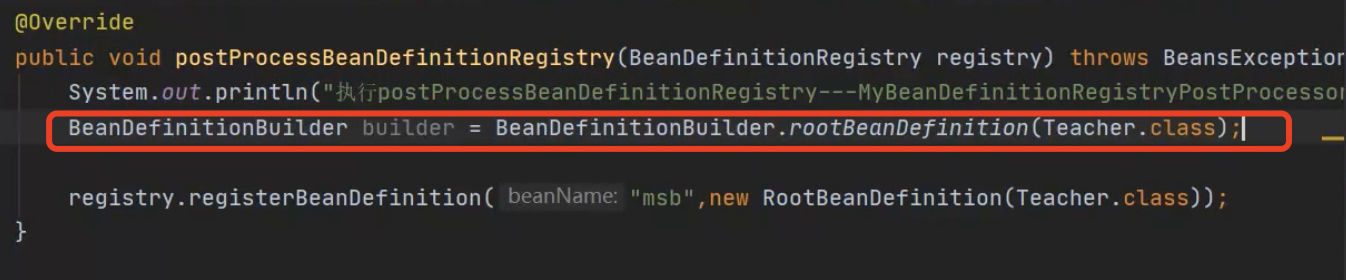 @Override
public void postProcessBeanDefinitionRegistry(BeanDefinitionRegistry registry) throws BeansException
System.out.println("执行postProcessBeanDefinitionRegistry---MyBeanDefinitionRegistryPostProcessor
BeanDefinitionBuilder builder = BeanDefinitionBuilder.rootBeanDefinition(Teacher.class);
registry.registerBeanDefinition( beanName: "msb",new RootBeanDefinition(Teacher.class));
}